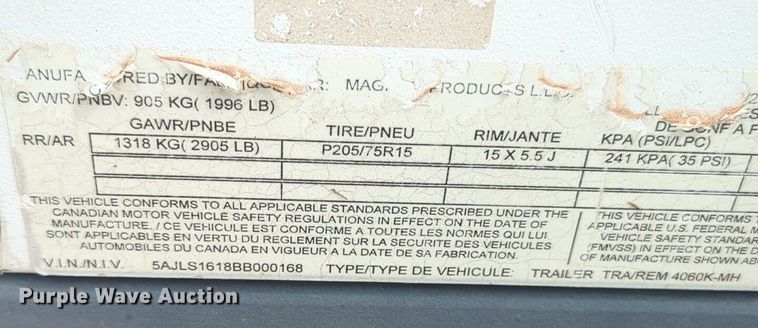 ANUFA RED BY/FA MAG PRODUCTS
GVWR/PNBV: 905 KG( 1996 LB)
GAWR/PNBE TIRE/PNEU RIM/JANTE KPA (PSI/LPC)
RR/AR 1318 KG( 2905 LB) P205/75R15 15 X 5.5 J 241 KPA( 35 PSI)
THIS VEHICLE CONFORMS TO ALL APPLICABLE STANDARDS PRESCRIBED UNDER THE
CANADIAN MOTOR VEHICLE SAFETY REGULATIONS IN EFFECT ON THE DATE OF
MANUFACTURE. / CE VEHICULE EST CONFORME A TOUTES LES NORMES QUI LUI
SONT APPLICABLES EN VERTU DU REGLEMENT SUR LA SECURITE DES VEHICULES
AUTOMOBILES DU CANADA EN VIGUEUR A LA DATE DE SA FABRICATION.
THIS VEHICLE CONFORMS
APPLICABLE U.S. FEDERAL M
VEHICLE SAFETY STANDARD
(FMVSS) IN EFFECT ON THE
OF MANUFACTURE SHOWN AB
V.I.N./N.I.V. 5AJLS1618BB000168 TYPE/TYPE DE VEHICULE: TRAILER TRA/REM 4060K-MH
Purple Wave Auction